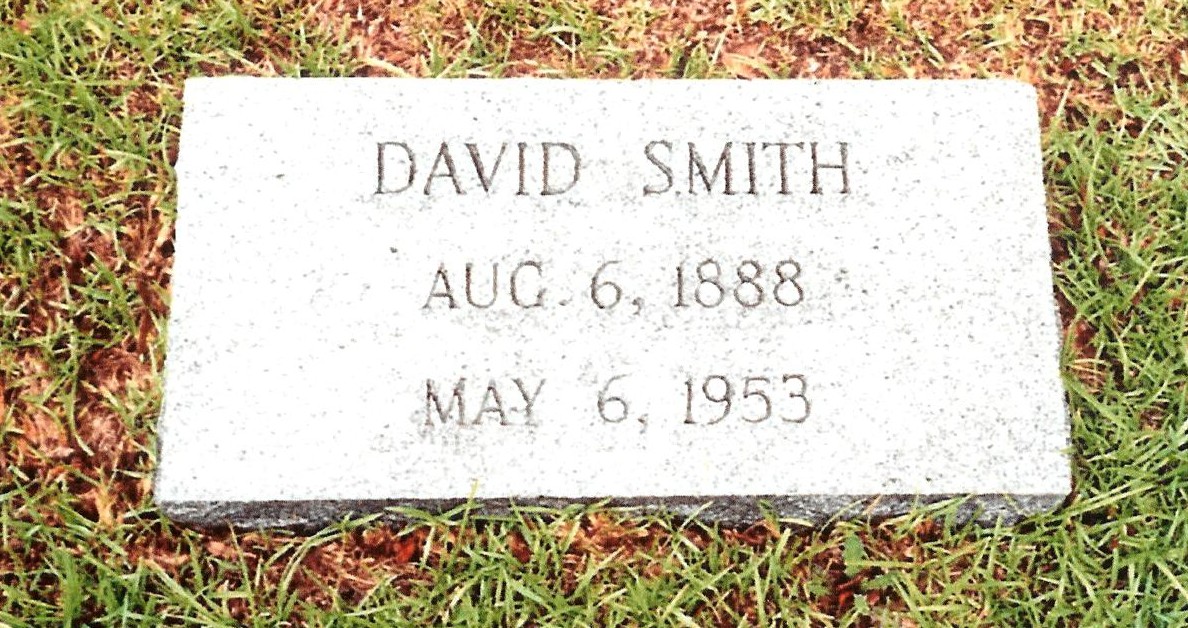 DAVID SMITH
AUG. 6, 1888
MAY 6, 1953